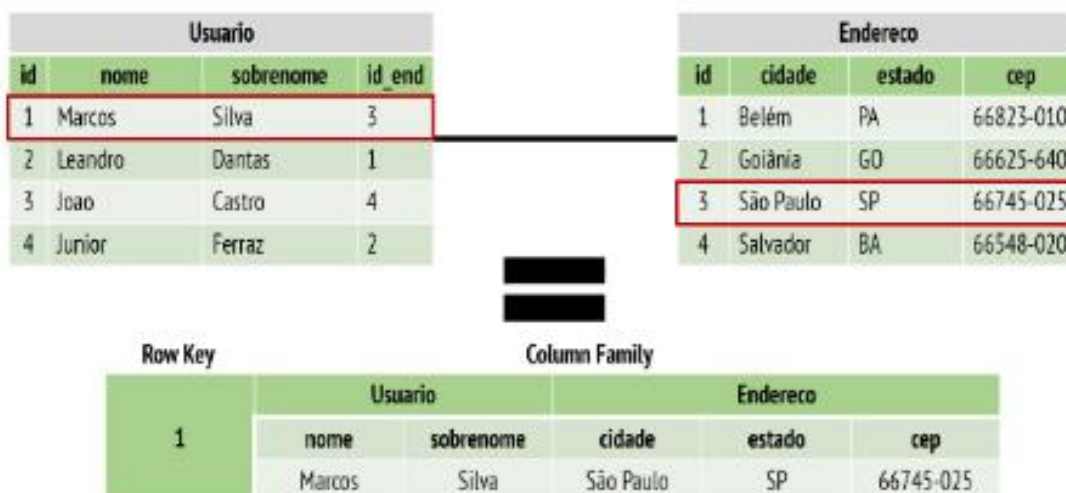 Usuario Endereco
id nome sobrenome id_end id cidade estado cep
1 Marcos Silva 3 1 Belém PA 66823-010
2 Leandro Dantas 1 2 Goiânia GO 66625-640
3 Joao Castro 4 3 São Paulo SP 66745-025
4 Junior Ferraz 2 4 Salvador BA 66548-020
Row Key Column Family
Usuario Endereco
1 nome sobrenome cidade estado cep
Marcos Silva São Paulo SP 66745-025